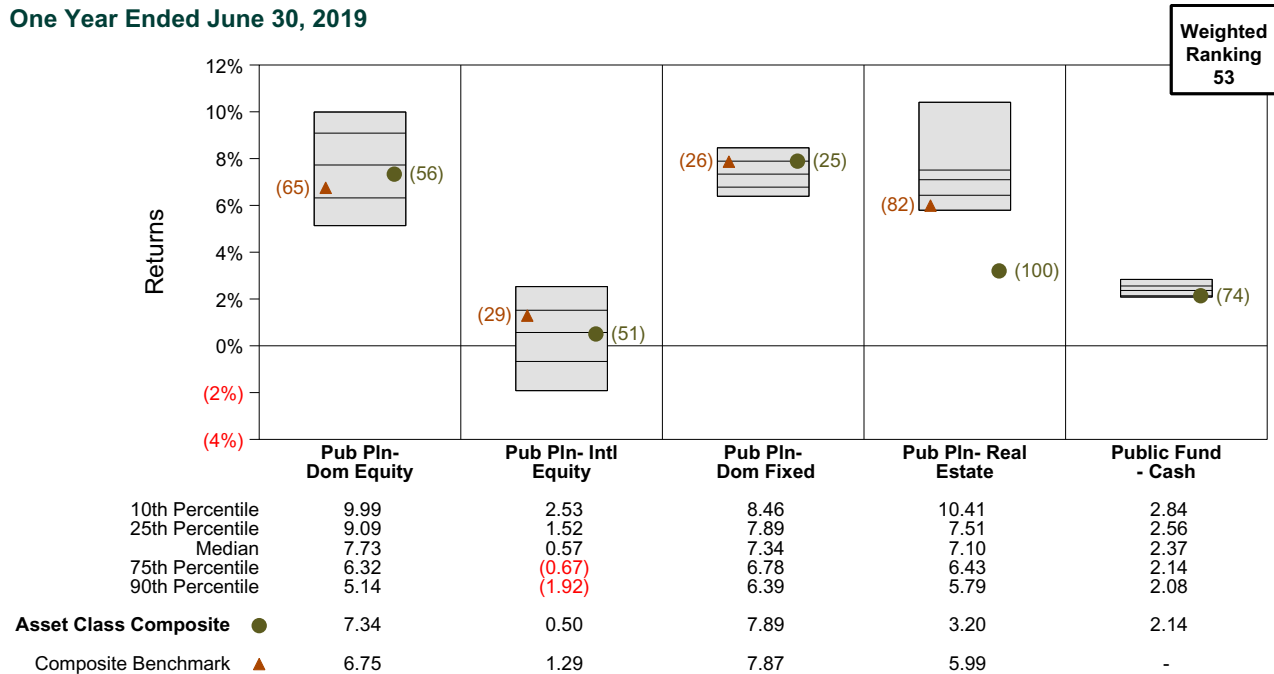 One Year Ended June 30, 2019
Weighted
Ranking
53
Returns
12%
10%
8%
6%
4%
2%
0%
(2%)
(4%)
(65) (56)
(29) (51)
(26) (25)
(82) (100)
(74)
Pub Pln- Dom Equity
Pub Pln- Intl Equity
Pub Pln- Dom Fixed
Pub Pln- Real Estate
Public Fund - Cash
10th Percentile 9.99 2.53 8.46 10.41 2.84
25th Percentile 9.09 1.52 7.89 7.51 2.56
Median 7.73 0.57 7.34 7.10 2.37
75th Percentile 6.32 (0.67) 6.78 6.43 2.14
90th Percentile 5.14 (1.92) 6.39 5.79 2.08
Asset Class Composite 7.34 0.50 7.89 3.20 2.14
Composite Benchmark 6.75 1.29 7.87 5.99 -